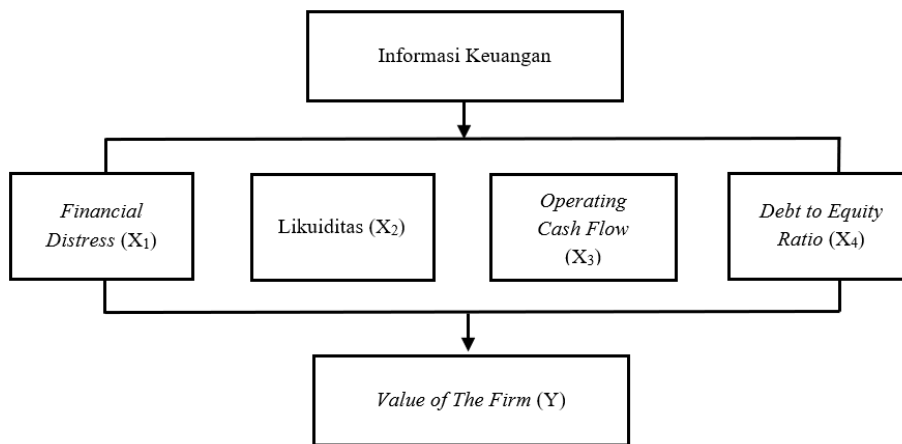 Informasi Keuangan
Financial
Distress (X₁)
Likuiditas (X₂)
Operating
Cash Flow
(X₃)
Debt to Equity
Ratio (X₄)
Value of The Firm (Y)